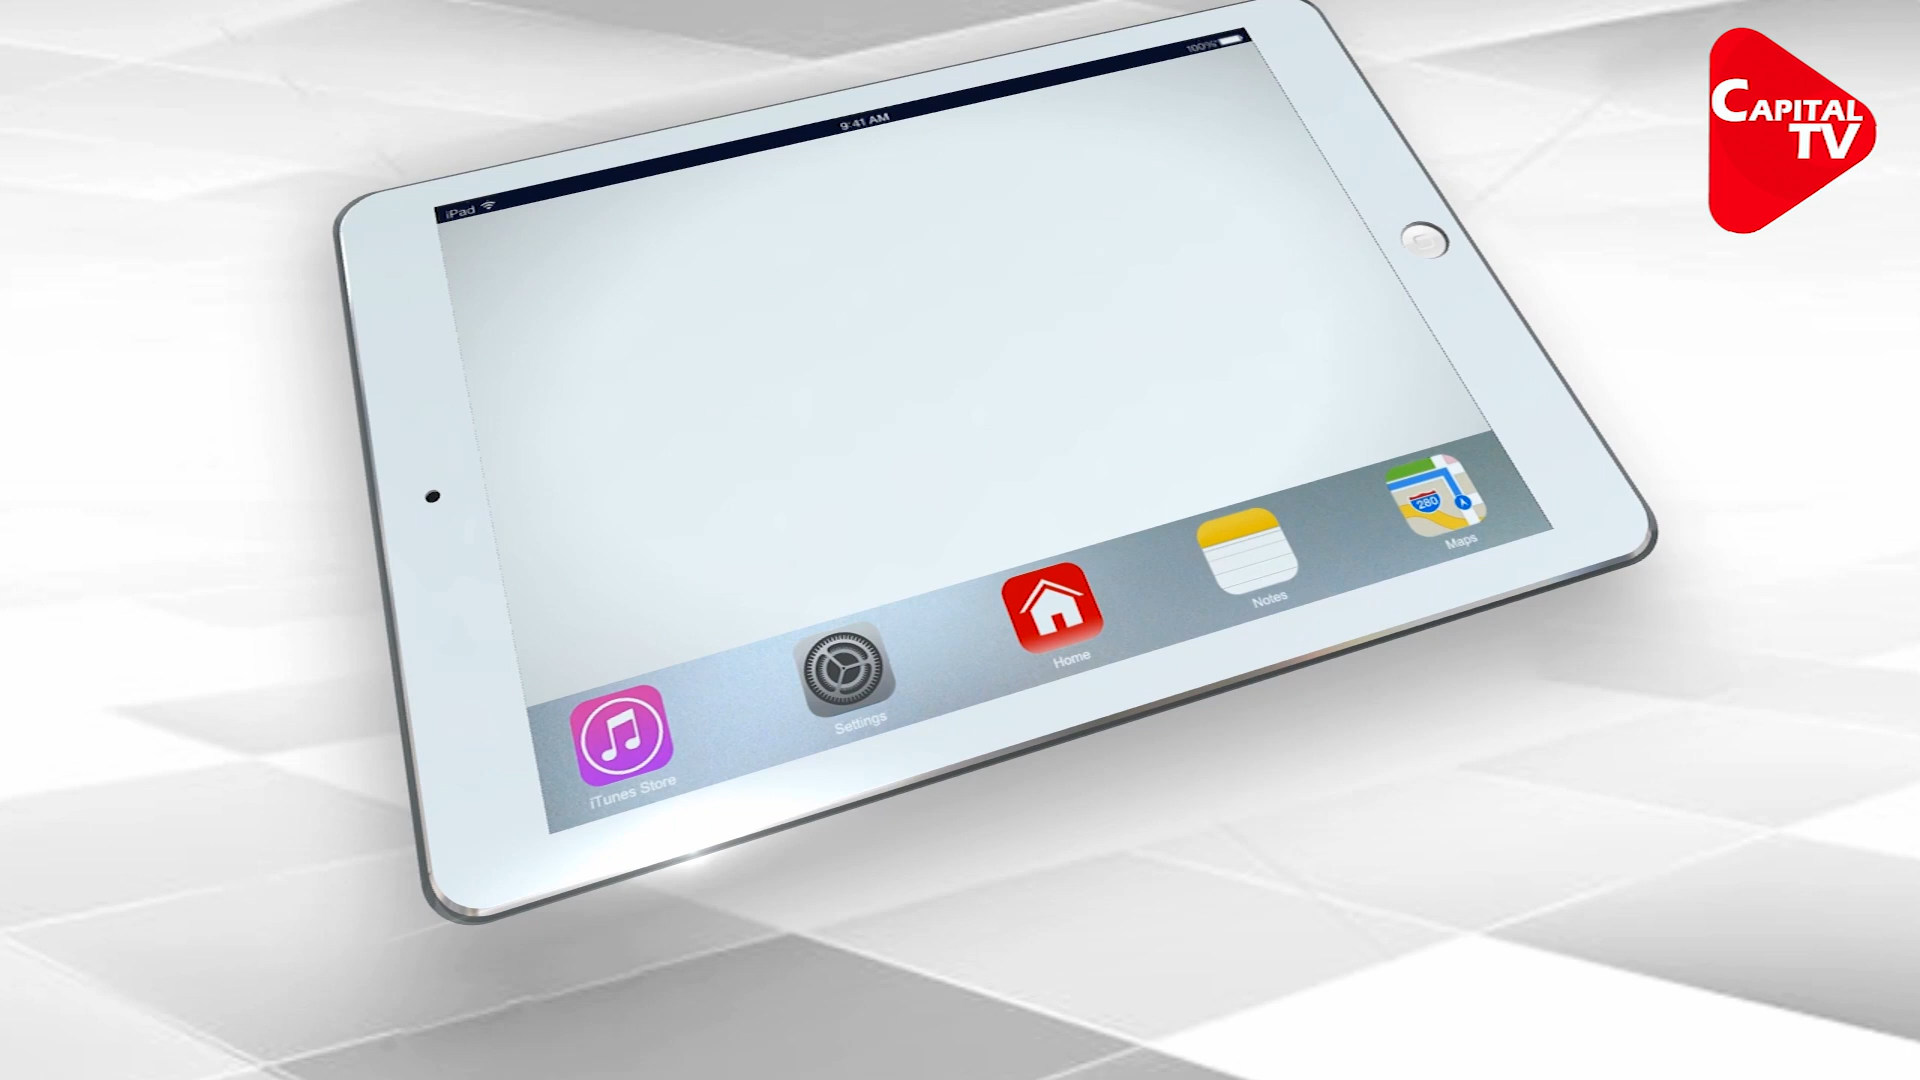 iPad
9:41 AM
100%
CAPITAL
TV
iTunes Store
Settings
Home
Notes
280
Maps